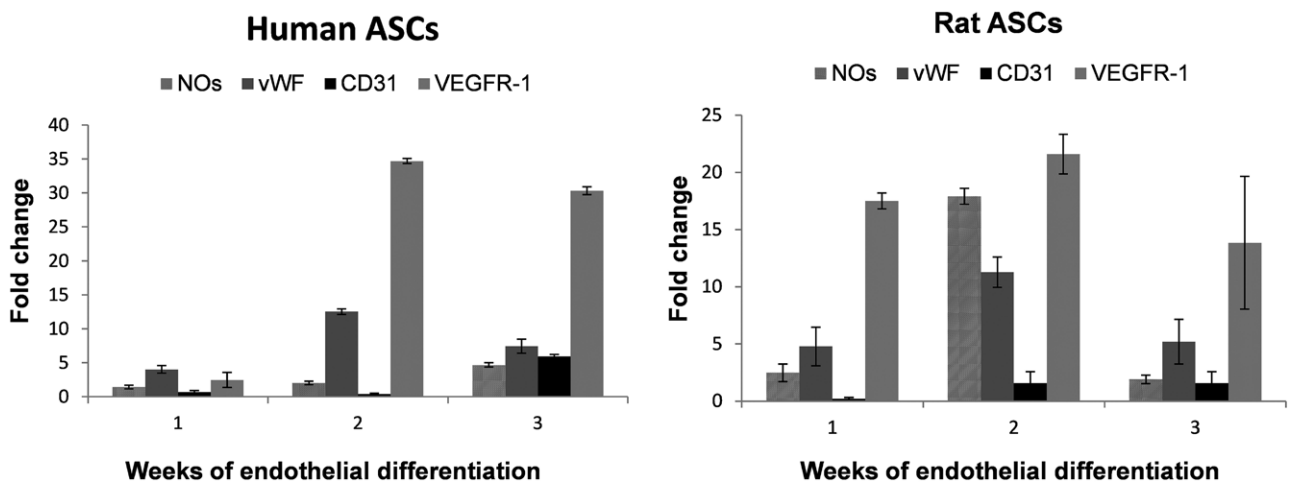 Human ASCs
NOs vWF CD31 VEGFR-1
40
35
30
25
20
15
10
5
0
Fold change
1 2 3
Weeks of endothelial differentiation
Rat ASCs
NOs vWF CD31 VEGFR-1
25
20
15
10
5
0
Fold change
1 2 3
Weeks of endothelial differentiation